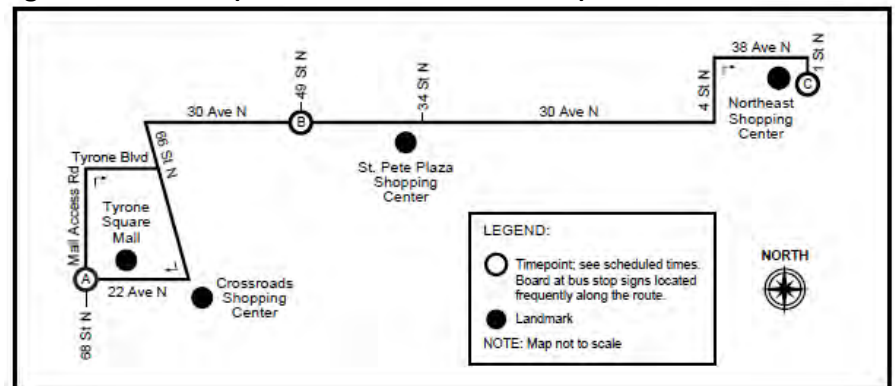 38 Ave N
1 St N
49 St N
34 St N
4 St N
C
30 Ave N
B
30 Ave N
Northeast
Shopping
Center
66 St N
Tyrone Blvd
St. Pete Plaza
Shopping
Center
Mall Access Rd
Tyrone
Square
Mall
LEGEND:
Timepoint; see scheduled times.
Board at bus stop signs located
frequently along the route.
Landmark
NOTE: Map not to scale
NORTH
A
22 Ave N
Crossroads
Shopping
Center
68 St N